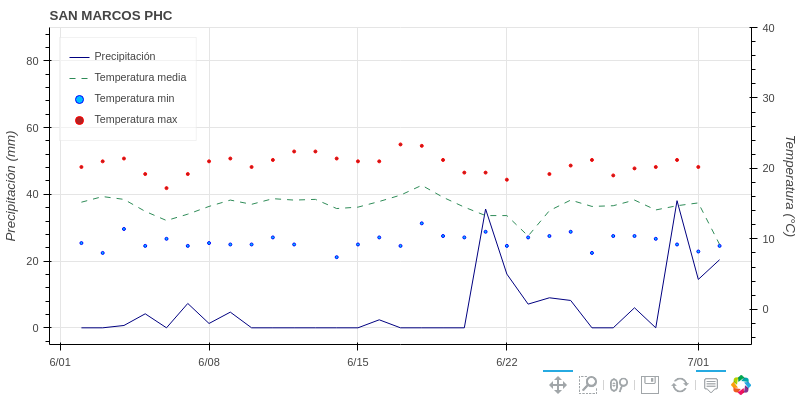 SAN MARCOS PHC
Precipitación
Temperatura media
Temperatura min
Temperatura max
Precipitación (mm)
80
60
40
20
0
Temperatura (°C)
40
30
20
10
0
6/01
6/08
6/15
6/22
7/01